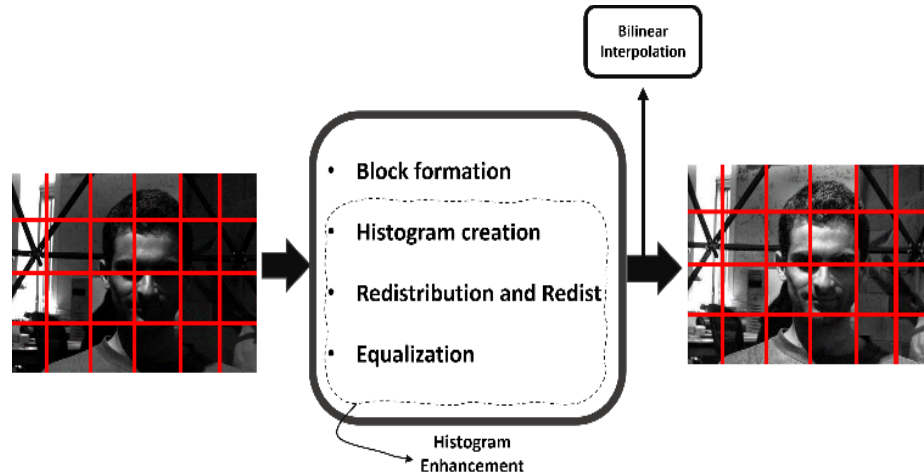 Bilinear
Interpolation
• Block formation
• Histogram creation
• Redistribution and Redist
• Equalization
Histogram
Enhancement